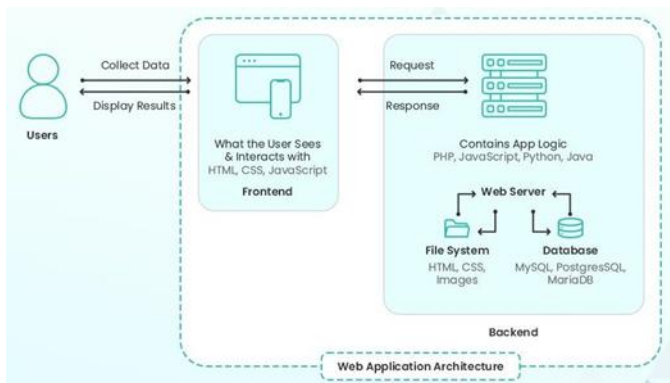 Collect Data
Display Results
Users
What the User Sees
& Interacts with
HTML, CSS, JavaScript
Frontend
Request
Response
Contains App Logic
PHP, JavaScript, Python, Java
Web Server
File System
HTML, CSS,
Images
Database
MySQL, PostgresSQL,
MariaDB
Backend
Web Application Architecture